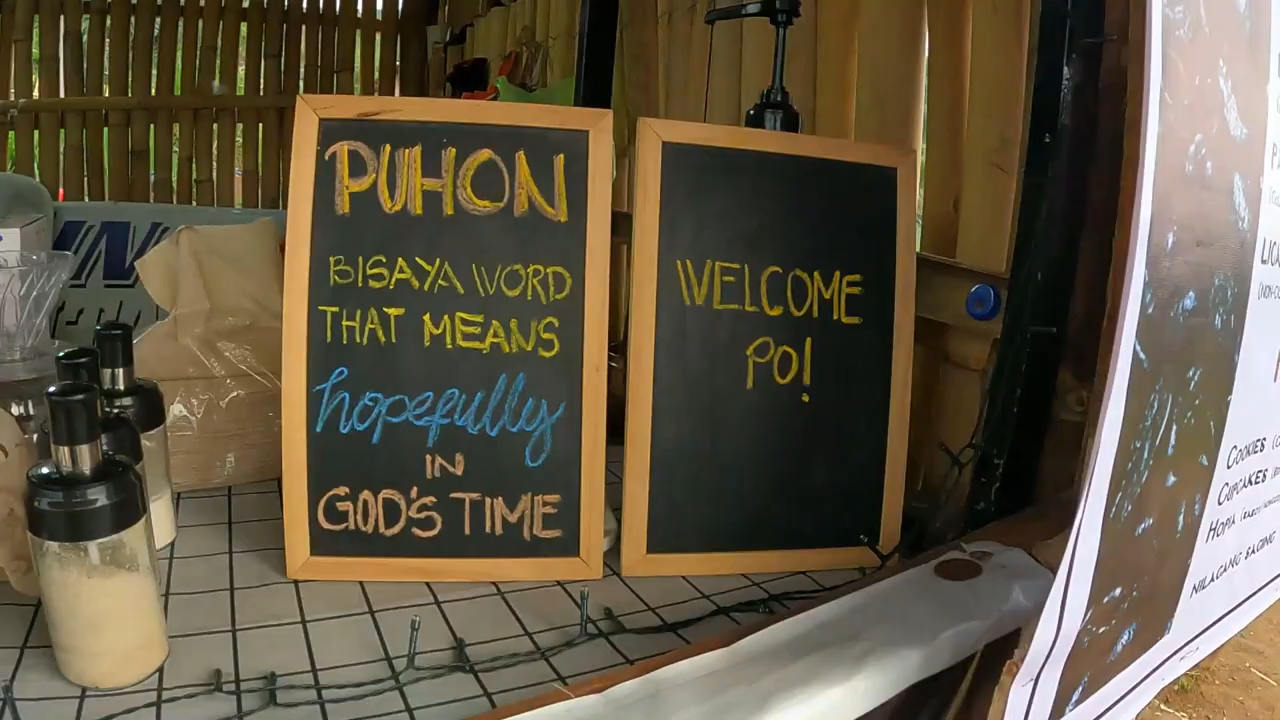 PUHON
BISAYA WORD
THAT MEANS
hopefully
IN
GOD'S TIME
WELCOME
PO!
COOKIES
CUPCAKES
HOPIA
NILAGANG SAGING